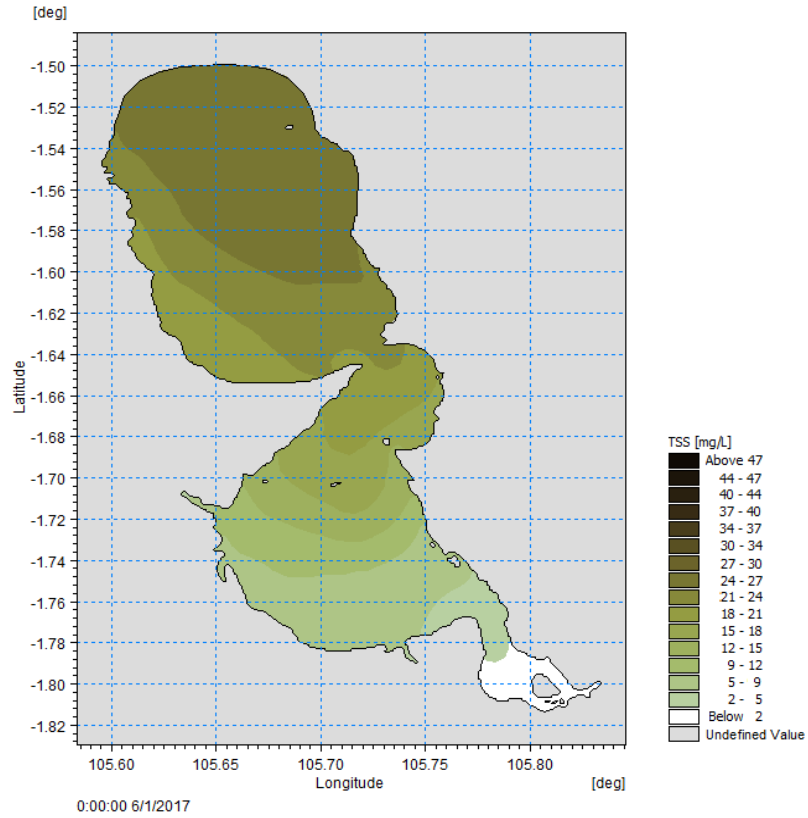 [deg]
-1.50
-1.52
-1.54
-1.56
-1.58
-1.60
-1.62
-1.64
-1.66
-1.68
-1.70
-1.72
-1.74
-1.76
-1.78
-1.80
-1.82
Latitude
105.60 105.65 105.70 105.75 105.80
Longitude [deg]
0:00:00 6/1/2017
TSS [mg/L]
Above 47
44 - 47
40 - 44
37 - 40
34 - 37
30 - 34
27 - 30
24 - 27
21 - 24
18 - 21
15 - 18
12 - 15
9 - 12
5 - 9
2 - 5
Below 2
Undefined Value